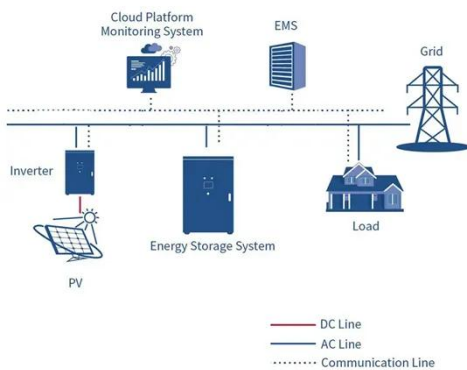 Cloud Platform
Monitoring System
EMS
Grid
Inverter
Energy Storage System
Load
PV
DC Line
AC Line
Communication Line